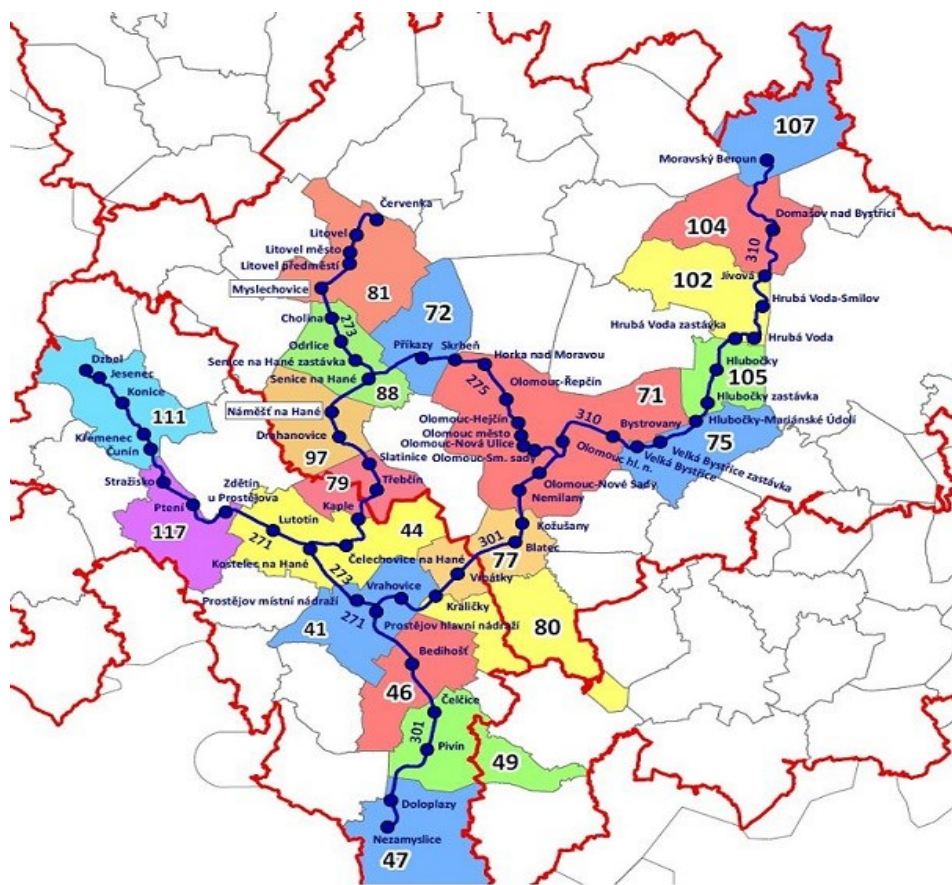 107
Moravský Beroun
Červenka
Domašov nad Bystřicí
Litovel
104
310
Litovel město
Litovel předměstí
Jívová
81
102
Myslechovice
72
Hrubá Voda-Smilov
Cholina
273
Hrubá Voda zastávka
Hrubá Voda
Odrlice
Příkazy
Skrbeň
Horka nad Moravou
Senice na Hané zastávka
Dzbel
Jesenec
Hlubočky
Senice na Hané
275
Olomouc-Řepčín
105
Konice
88
71
Hlubočky zastávka
Náměšť na Hané
111
310
Olomouc-Hejčín
Bystrovany
Hlubočky-Mariánské Údolí
Křemenec
Drahanovice
Olomouc město
75
Olomouc-Nová Ulice
Čunín
97
Slatinice
Olomouc-Sm. sady
Olomouc hl. n.
Velká Bystřice
Velká Bystřice zastávka
Stražisko
79
Třebčín
Olomouc-Nové Sady
Zdětín
u Prostějova
Nemilany
Ptení
Kaple
117
271
Lutotín
44
Kožušany
301
77
Blatec
Kostelec na Hané
Čelechovice na Hané
273
Vrahovice
Vrbátky
Prostějov místní nádraží
Kraličky
271
41
Prostějov hlavní nádraží
80
Bedihošť
46
Čelčice
301
Pivín
49
Doloplazy
Nezamyslice
47